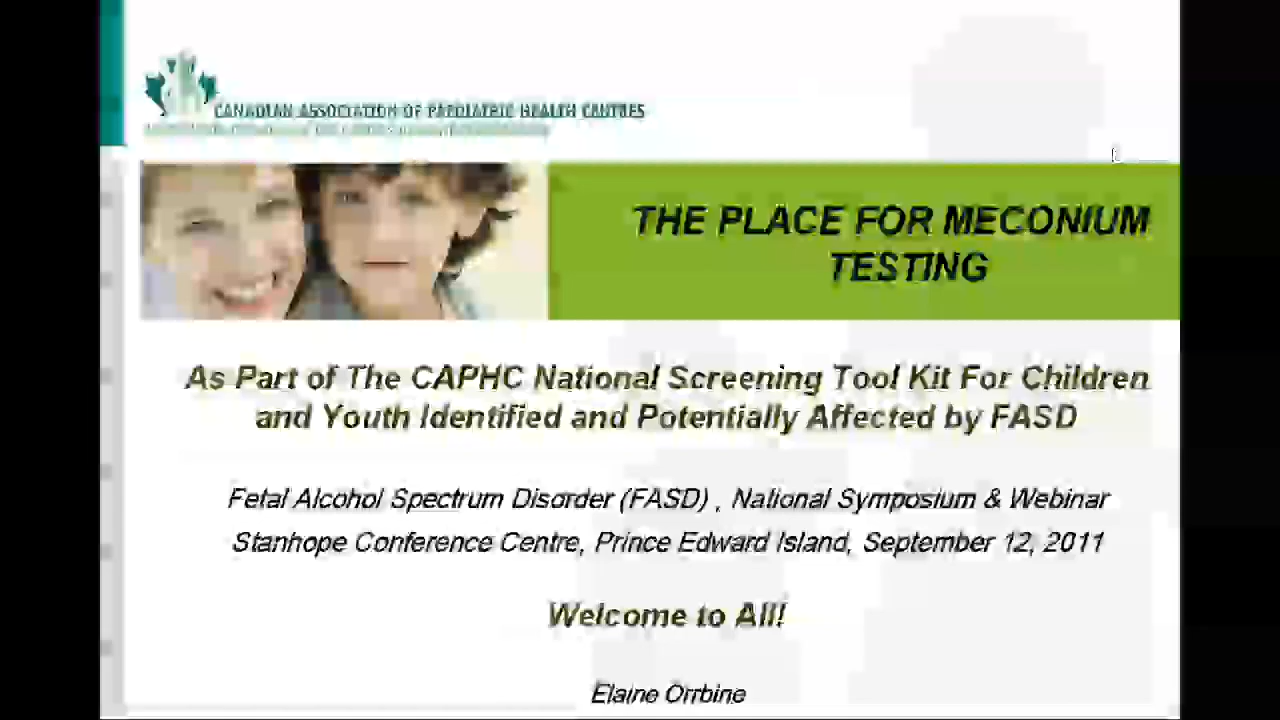 CANADIAN ASSOCIATION OF PAEDIATRIC HEALTH CENTRES
THE PLACE FOR MECONIUM
TESTING
As Part of The CAPHC National Screening Tool Kit For Children
and Youth Identified and Potentially Affected by FASD
Fetal Alcohol Spectrum Disorder (FASD) , National Symposium & Webinar
Stanhope Conference Centre, Prince Edward Island, September 12, 2011
Welcome to All!
Elaine Orrbine